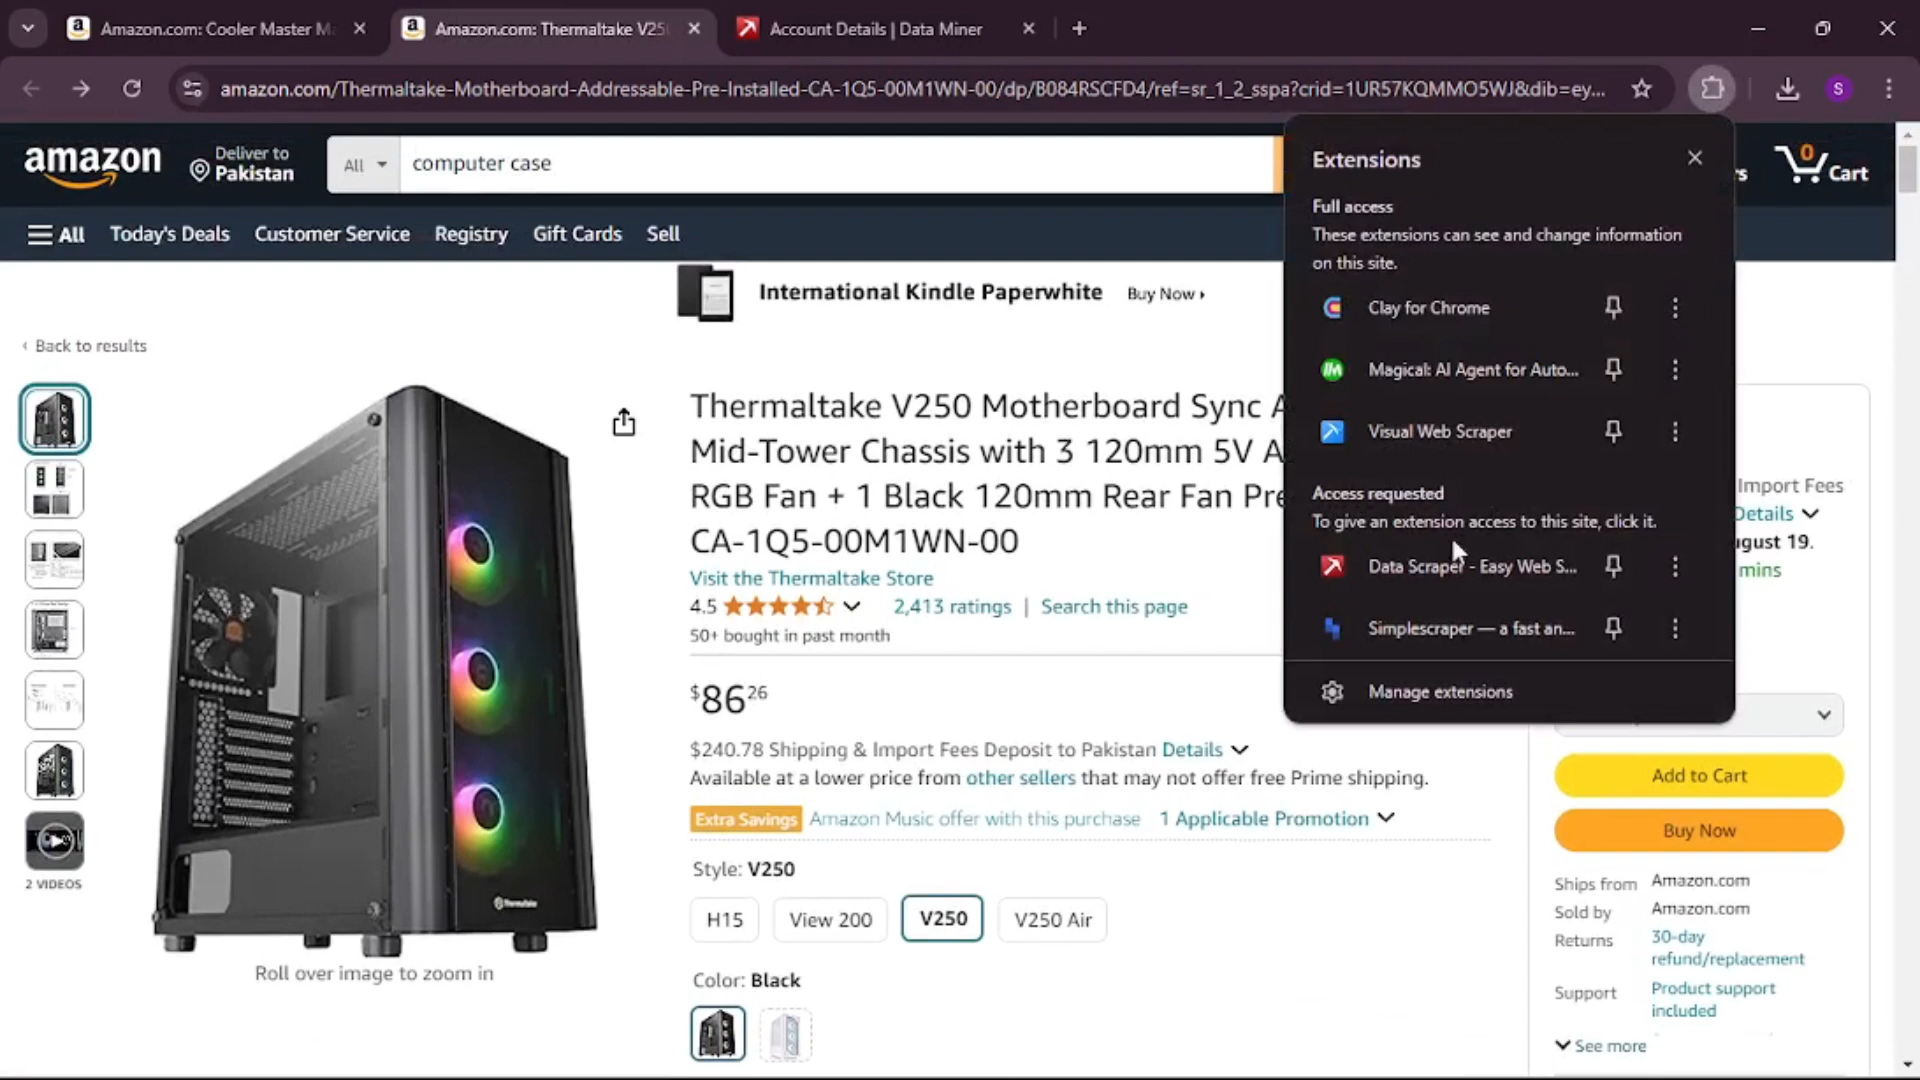 Amazon.com: Cooler Master M
Amazon.com: Thermaltake V250
Account Details | Data Miner
amazon.com/Thermaltake-Motherboard-Addressable-Pre-Installed-CA-1Q5-00M1WN-00/dp/B084RSCFD4/ref=sr_1_2_sspa?crid=1UR57KQMMO5WJ&dib=ey...
S
amazon
Deliver to
Pakistan
All
computer case
rs
0
Cart
All
Today's Deals
Customer Service
Registry
Gift Cards
Sell
International Kindle Paperwhite
Buy Now
Extensions
Full access
These extensions can see and change information
on this site.
Clay for Chrome
Magical: AI Agent for Auto...
Visual Web Scraper
Access requested
To give an extension access to this site, click it.
Data Scraper - Easy Web S...
Simplescraper — a fast an...
Manage extensions
‹ Back to results
2 VIDEOS
Thermaltake
Roll over image to zoom in
Thermaltake V250 Motherboard Sync A
Mid-Tower Chassis with 3 120mm 5V A
RGB Fan + 1 Black 120mm Rear Fan Pre
CA-1Q5-00M1WN-00
Visit the Thermaltake Store
4.5
2,413 ratings | Search this page
50+ bought in past month
$86 26
$240.78 Shipping & Import Fees Deposit to Pakistan Details
Available at a lower price from other sellers that may not offer free Prime shipping.
Extra Savings Amazon Music offer with this purchase 1 Applicable Promotion
Style: V250
H15
View 200
V250
V250 Air
Color: Black
Import Fees
Details
ugust 19.
mins
Add to Cart
Buy Now
Ships from Amazon.com
Sold by Amazon.com
Returns 30-day
refund/replacement
Support Product support
included
See more